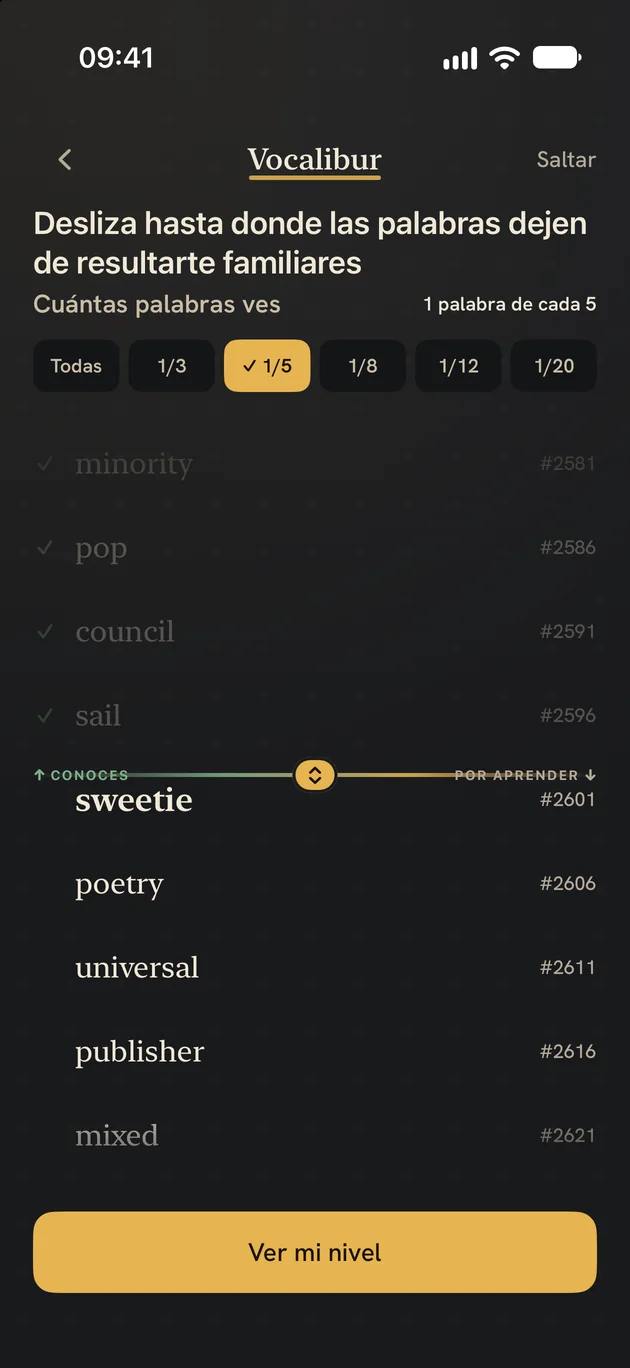 09:41
Vocalibur
Saltar
Desliza hasta donde las palabras dejen
de resultarte familiares
Cuántas palabras ves
1 palabra de cada 5
Todas
1/3
✓ 1/5
1/8
1/12
1/20
✓ minority #2581
✓ pop #2586
✓ council #2591
✓ sail #2596
↑ CONOCES
POR APRENDER ↓
sweetie #2601
poetry #2606
universal #2611
publisher #2616
mixed #2621
Ver mi nivel